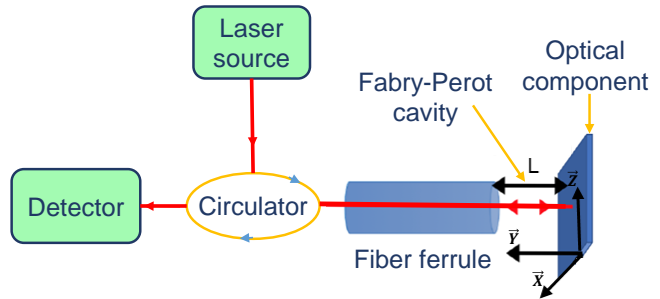 Laser
source
Optical
component
Fabry-Perot
cavity
L
Z
Detector
Circulator
Fiber ferrule
Y
X